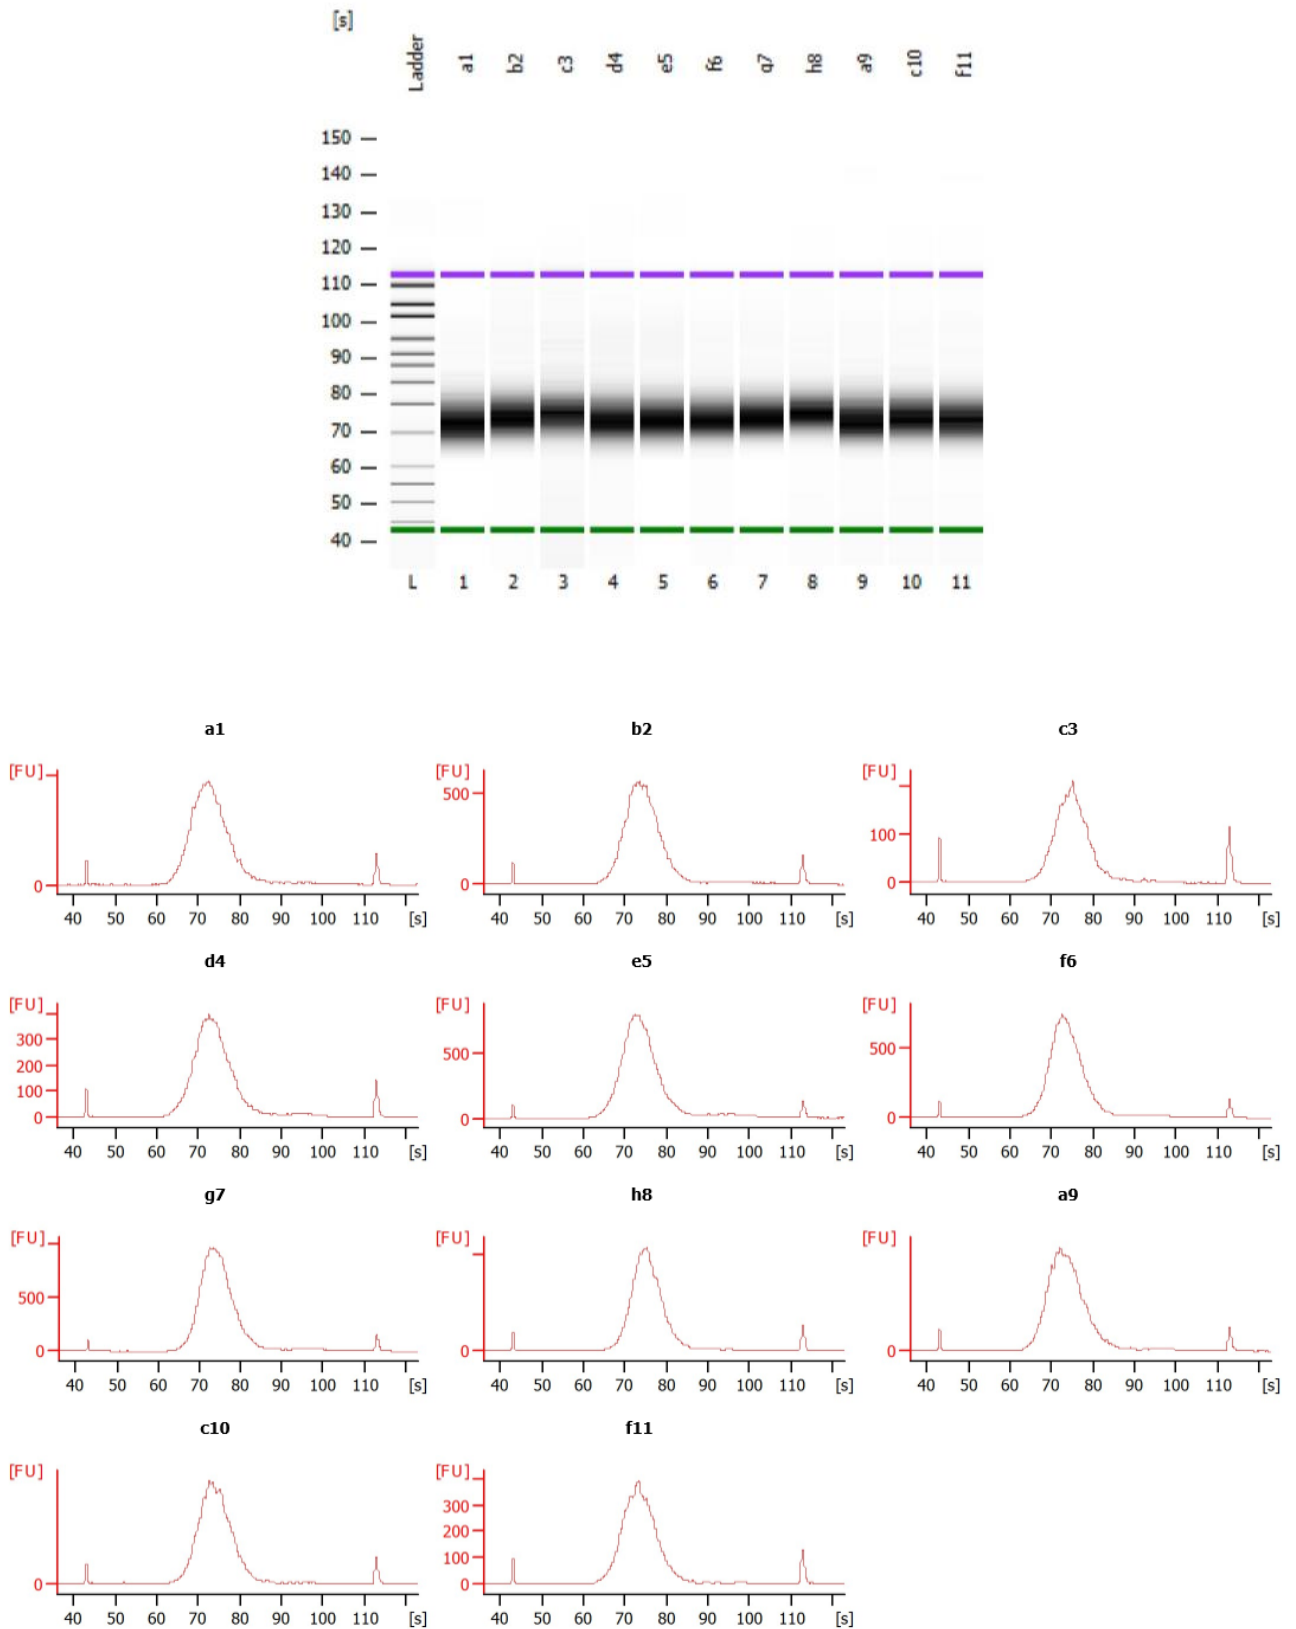 [s]
Ladder a1 b2 c3 d4 e5 f6 g7 h8 a9 c10 f11
150
140
130
120
110
100
90
80
70
60
50
40
L 1 2 3 4 5 6 7 8 9 10 11
a1 b2 c3
[FU] [FU] [FU]
500
100
0 0 0
40 50 60 70 80 90 100 110 [s] 40 50 60 70 80 90 100 110 [s] 40 50 60 70 80 90 100 110 [s]
d4 e5 f6
[FU] [FU] [FU]
300 500 500
200
100
0 0 0
40 50 60 70 80 90 100 110 [s] 40 50 60 70 80 90 100 110 [s] 40 50 60 70 80 90 100 110 [s]
g7 h8 a9
[FU] [FU] [FU]
500
0 0 0
40 50 60 70 80 90 100 110 [s] 40 50 60 70 80 90 100 110 [s] 40 50 60 70 80 90 100 110 [s]
c10 f11
[FU] [FU]
300
200
100
0 0
40 50 60 70 80 90 100 110 [s] 40 50 60 70 80 90 100 110 [s]